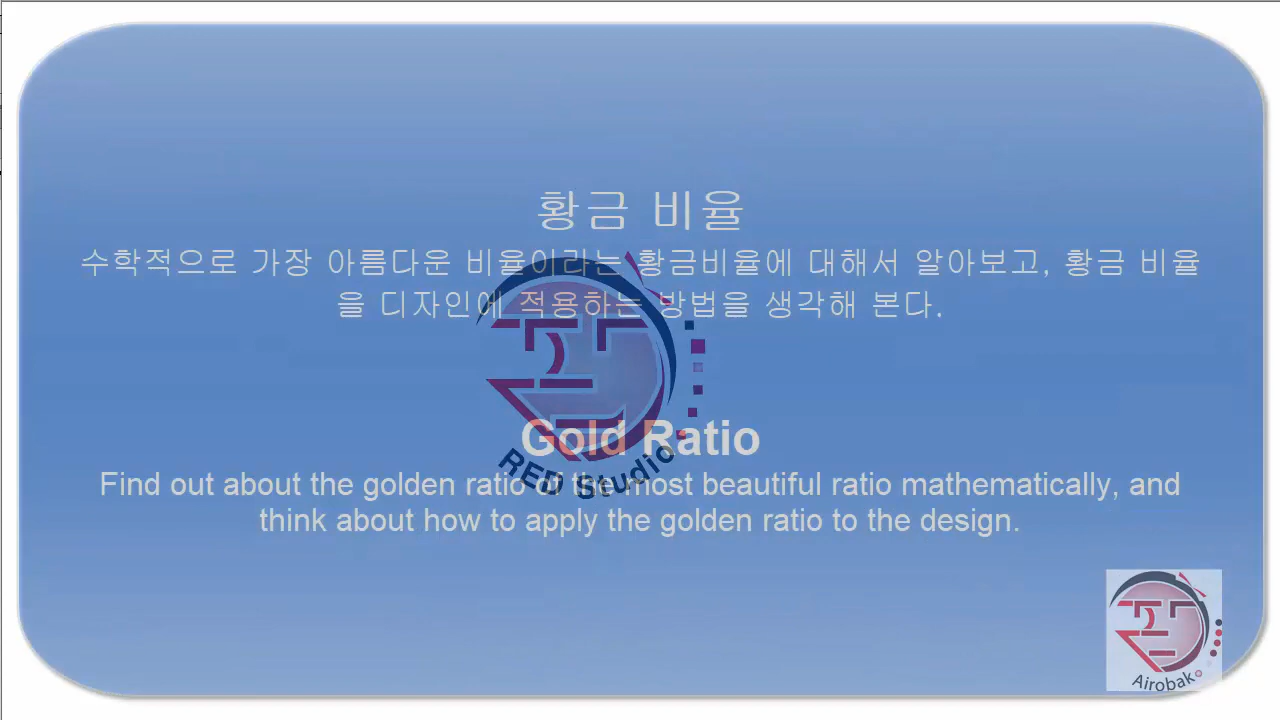 황금 비율
수학적으로 가장 아름다운 비율이라는 황금비율에 대해서 알아보고, 황금 비율
을 디자인에 적용하는 방법을 생각해 본다.
Gold Ratio
Find out about the golden ratio of the most beautiful ratio mathematically, and
RED Studio
think about how to apply the golden ratio to the design.
Airobak